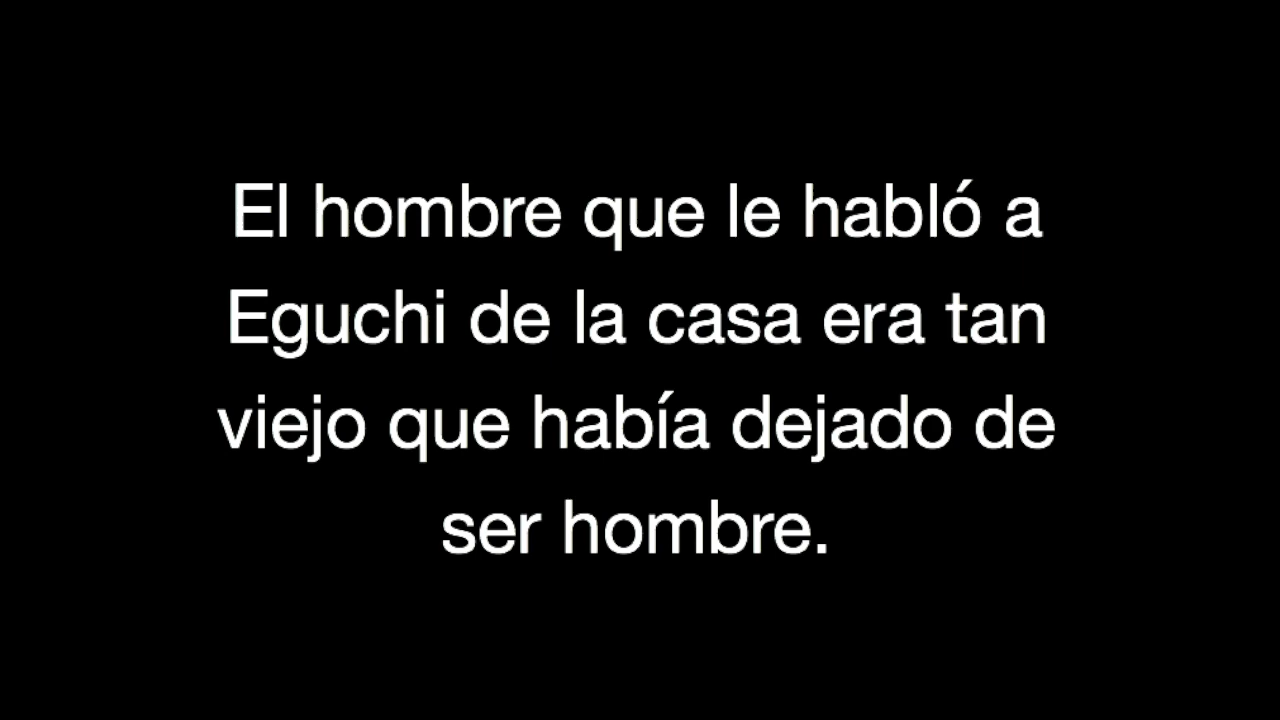 El hombre que le habló a
Eguchi de la casa era tan
viejo que había dejado de
ser hombre.